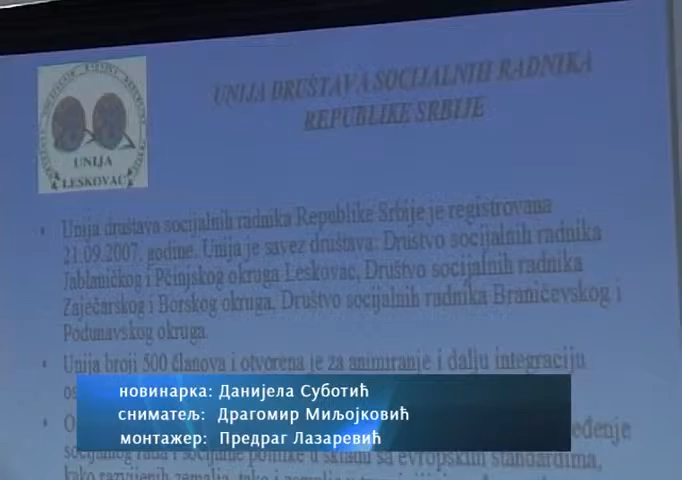 UNIJA DRUŠTAVA SOCIJALNIH RADNIKA
REPUBLIKE SRBIJE
UNIJA
LESKOVAC
• Unija društava socijalnih radnika Republike Srbije je registrovana
21.09.2007. godine. Unija je savez društava: Društvo socijalnih radnika
Jablaničkog i Pčinjskog okruga Leskovac, Društvo socijalnih radnika
Zaječarskog i Borskog okruga, Društvo socijalnih radnika Braničevskog i
Podunavskog okruga.
• Unija broji 500 članova i otvorena je za animiranje i dalju integraciju
новинарка: Данијела Суботић
сниматељ: Драгомир Миљојковић
монтажер: Предраг Лазаревић
socijalnog rada i socijalne politike u skladu sa evropskim standardima,